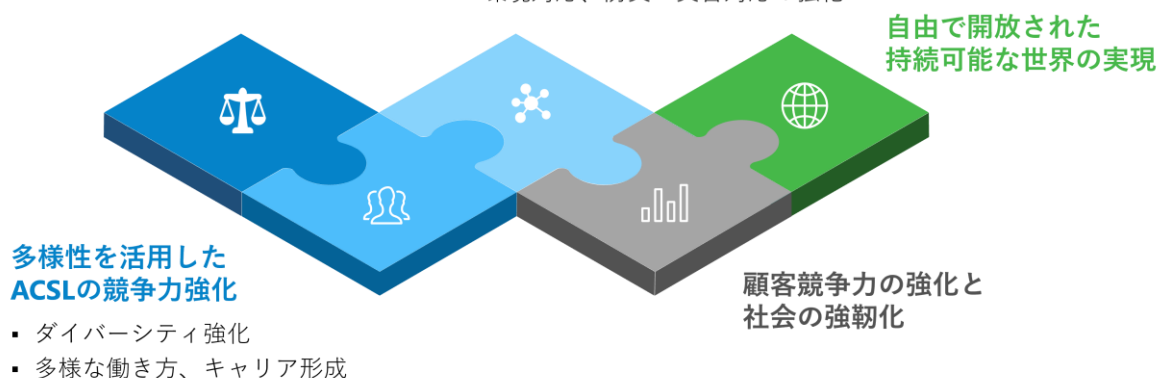 自由で開放された
持続可能な世界の実現
多様性を活用した
ACSLの競争力強化
▪ ダイバーシティ強化
▪ 多様な働き方、キャリア形成
顧客競争力の強化と
社会の強靭化